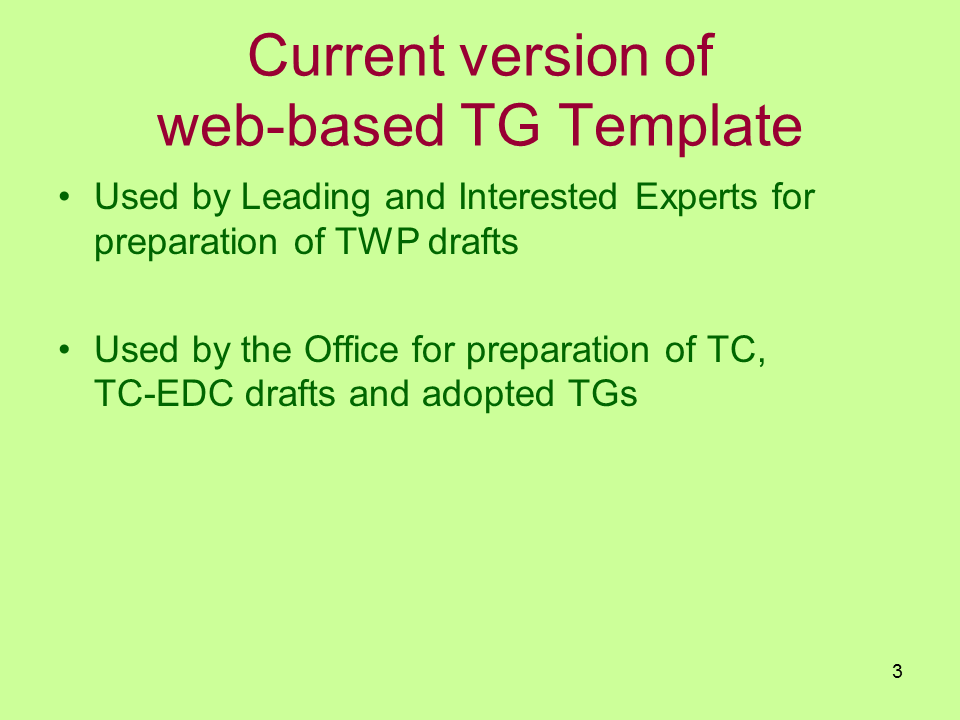 Current version of
web-based TG Template
• Used by Leading and Interested Experts for
preparation of TWP drafts
• Used by the Office for preparation of TC,
TC-EDC drafts and adopted TGs
3